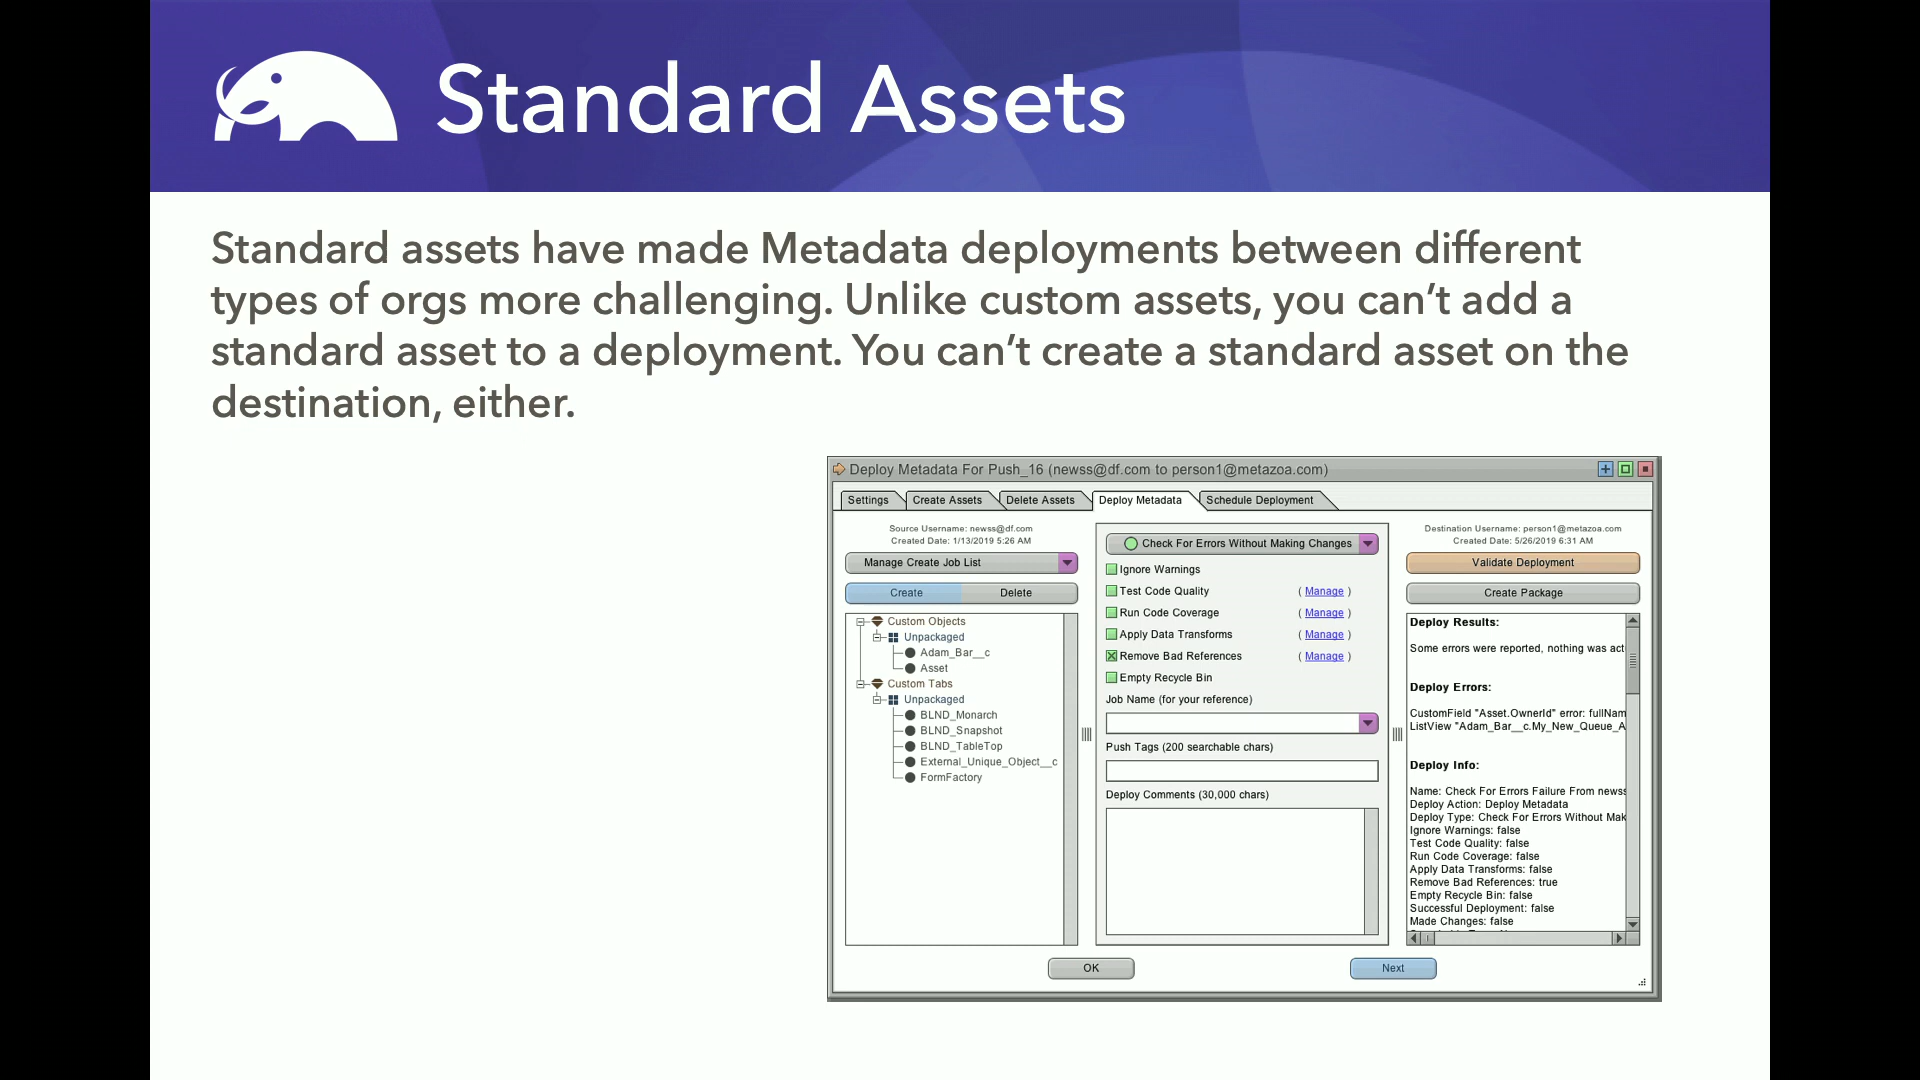 Standard Assets
Standard assets have made Metadata deployments between different
types of orgs more challenging. Unlike custom assets, you can’t add a
standard asset to a deployment. You can’t create a standard asset on the
destination, either.
Deploy Metadata For Push_16 (newss@df.com to person1@metazoa.com)
Settings
Create Assets
Delete Assets
Deploy Metadata
Schedule Deployment
Source Username: newss@df.com
Created Date: 1/13/2019 5:26 AM
Manage Create Job List
Create
Delete
Custom Objects
Unpackaged
Adam_Bar__c
Asset
Custom Tabs
Unpackaged
BLND_Monarch
BLND_Snapshot
BLND_TableTop
External_Unique_Object__c
FormFactory
Check For Errors Without Making Changes
Ignore Warnings
Test Code Quality ( Manage )
Run Code Coverage ( Manage )
Apply Data Transforms ( Manage )
Remove Bad References ( Manage )
Empty Recycle Bin
Job Name (for your reference)
Push Tags (200 searchable chars)
Deploy Comments (30,000 chars)
Destination Username: person1@metazoa.com
Created Date: 5/26/2019 6:31 AM
Validate Deployment
Create Package
Deploy Results:
Some errors were reported, nothing was act
Deploy Errors:
CustomField "Asset.OwnerId" error: fullNam
ListView "Adam_Bar__c.My_New_Queue_A
Deploy Info:
Name: Check For Errors Failure From newss
Deploy Action: Deploy Metadata
Deploy Type: Check For Errors Without Mak
Ignore Warnings: false
Test Code Quality: false
Run Code Coverage: false
Apply Data Transforms: false
Remove Bad References: true
Empty Recycle Bin: false
Successful Deployment: false
Made Changes: false
OK
Next